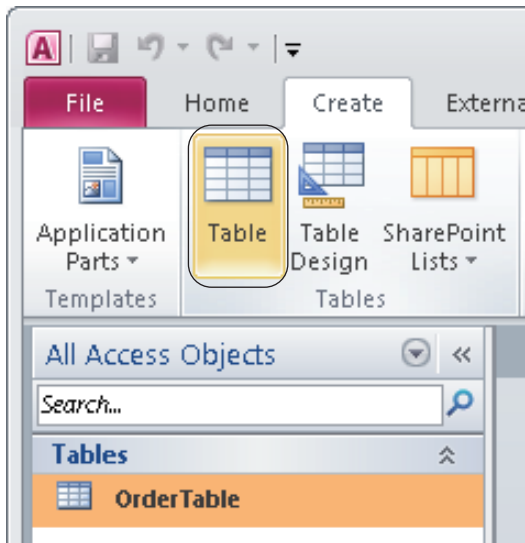 A
File Home Create Externa
Application Parts
Table
Table Design
SharePoint Lists
Templates Tables
All Access Objects
Search...
Tables
OrderTable